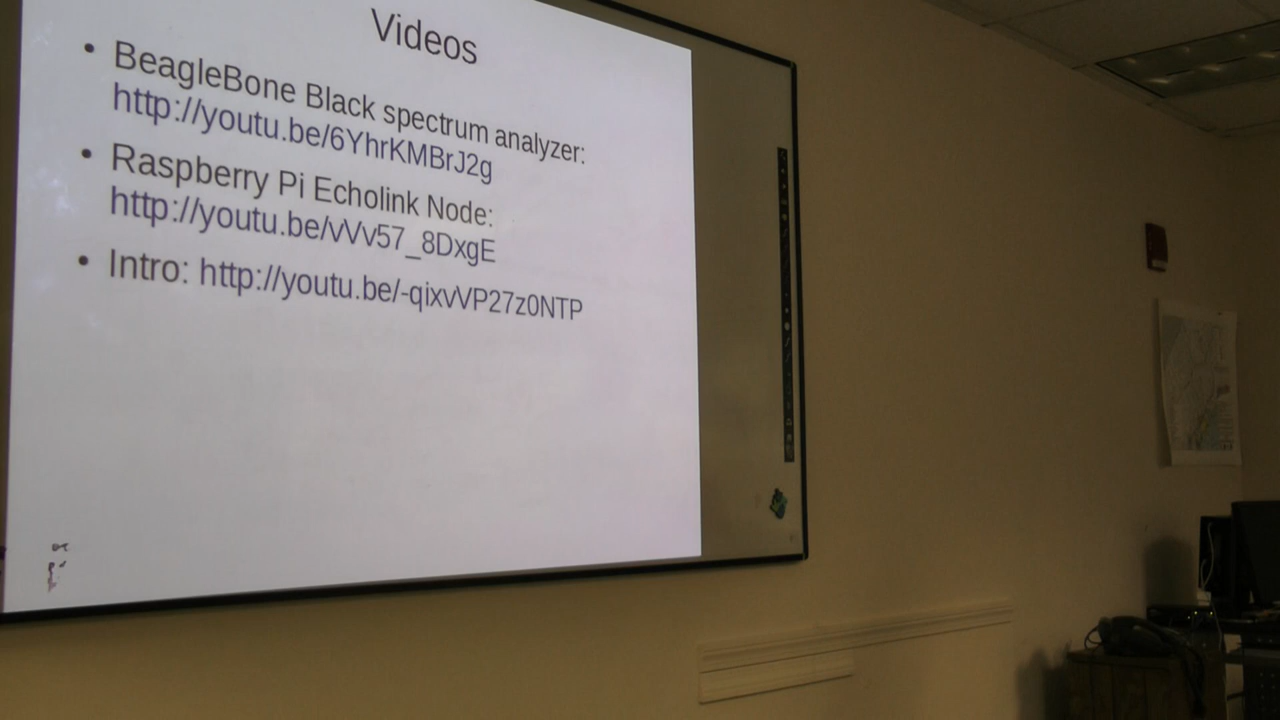 Videos
• BeagleBone Black spectrum analyzer:
http://youtu.be/6YhrKMBrJ2g
• Raspberry Pi Echolink Node:
http://youtu.be/vVv57_8DxgE
• Intro: http://youtu.be/-qixvVP27z0NTP